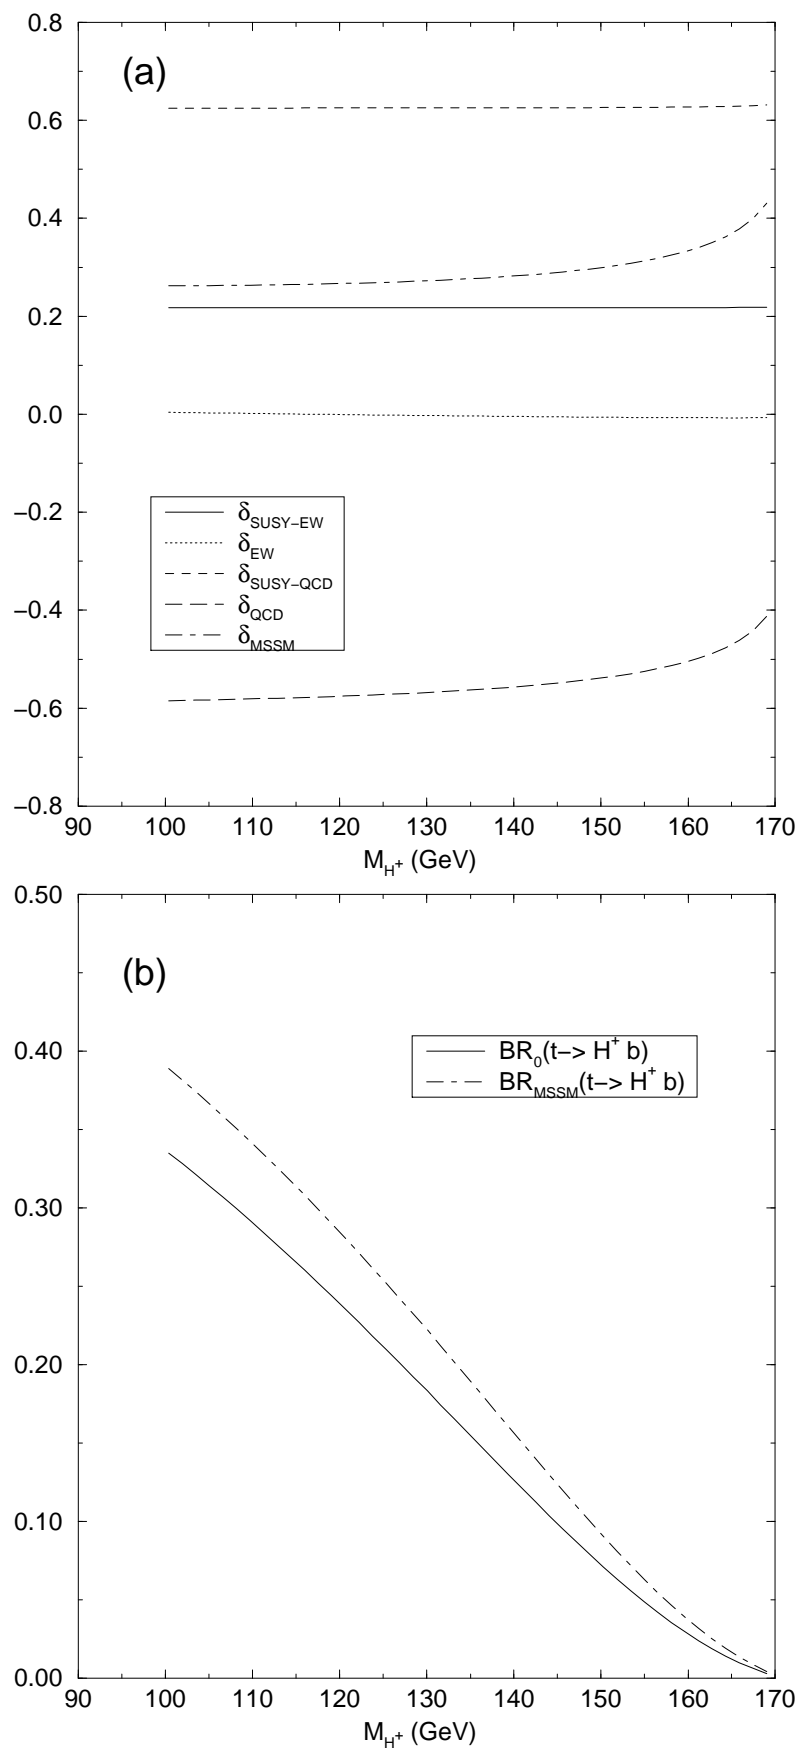 0.8
(a)
0.6
0.4
0.2
0.0
−0.2
δSUSY−EW
δEW
δSUSY−QCD
δQCD
δMSSM
−0.4
−0.6
−0.8
90 100 110 120 130 140 150 160 170
M_H⁺ (GeV)
0.50
(b)
0.40
BR₀(t−> H⁺ b)
BR_MSSM(t−> H⁺ b)
0.30
0.20
0.10
0.00
90 100 110 120 130 140 150 160 170
M_H⁺ (GeV)